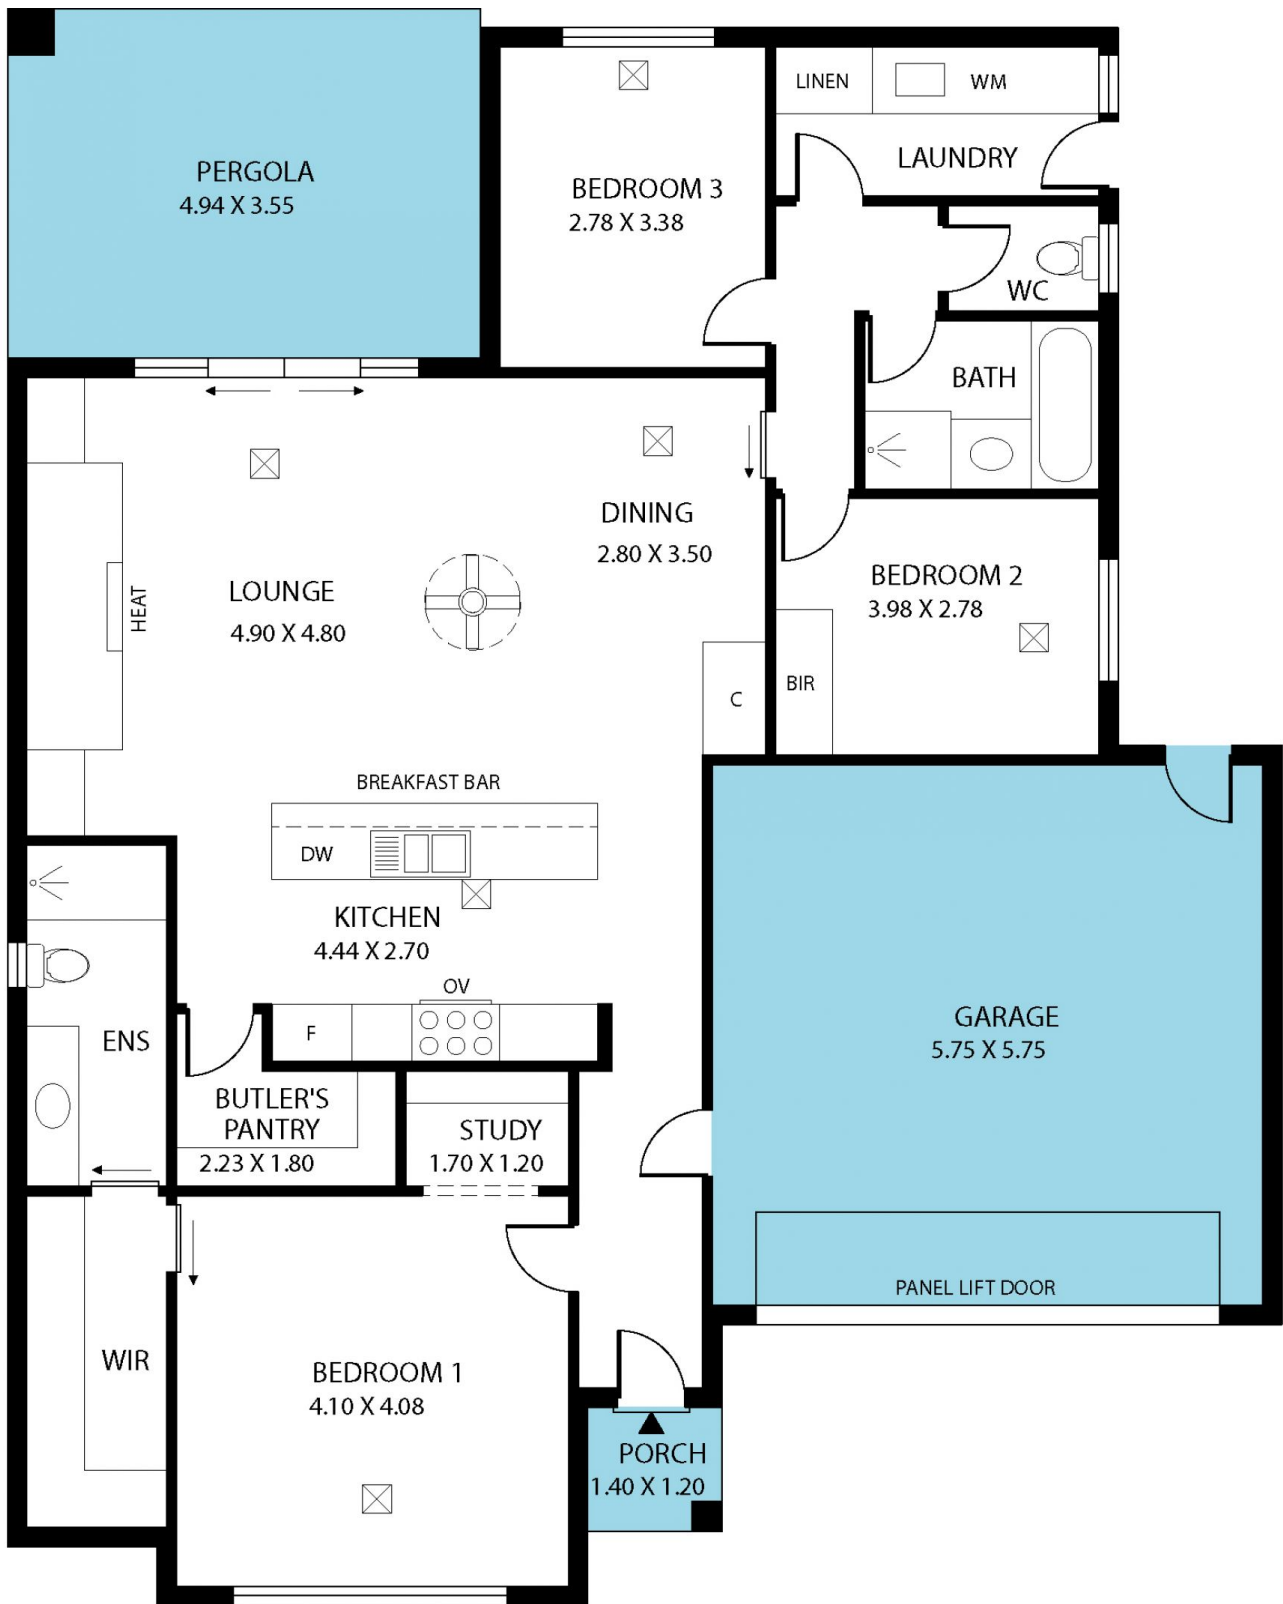 PERGOLA
4.94 X 3.55
BEDROOM 3
2.78 X 3.38
LINEN
WM
LAUNDRY
WC
BATH
DINING
2.80 X 3.50
LOUNGE
4.90 X 4.80
HEAT
BEDROOM 2
3.98 X 2.78
BIR
C
BREAKFAST BAR
DW
KITCHEN
4.44 X 2.70
OV
F
ENS
BUTLER'S
PANTRY
2.23 X 1.80
STUDY
1.70 X 1.20
GARAGE
5.75 X 5.75
PANEL LIFT DOOR
WIR
BEDROOM 1
4.10 X 4.08
PORCH
1.40 X 1.20